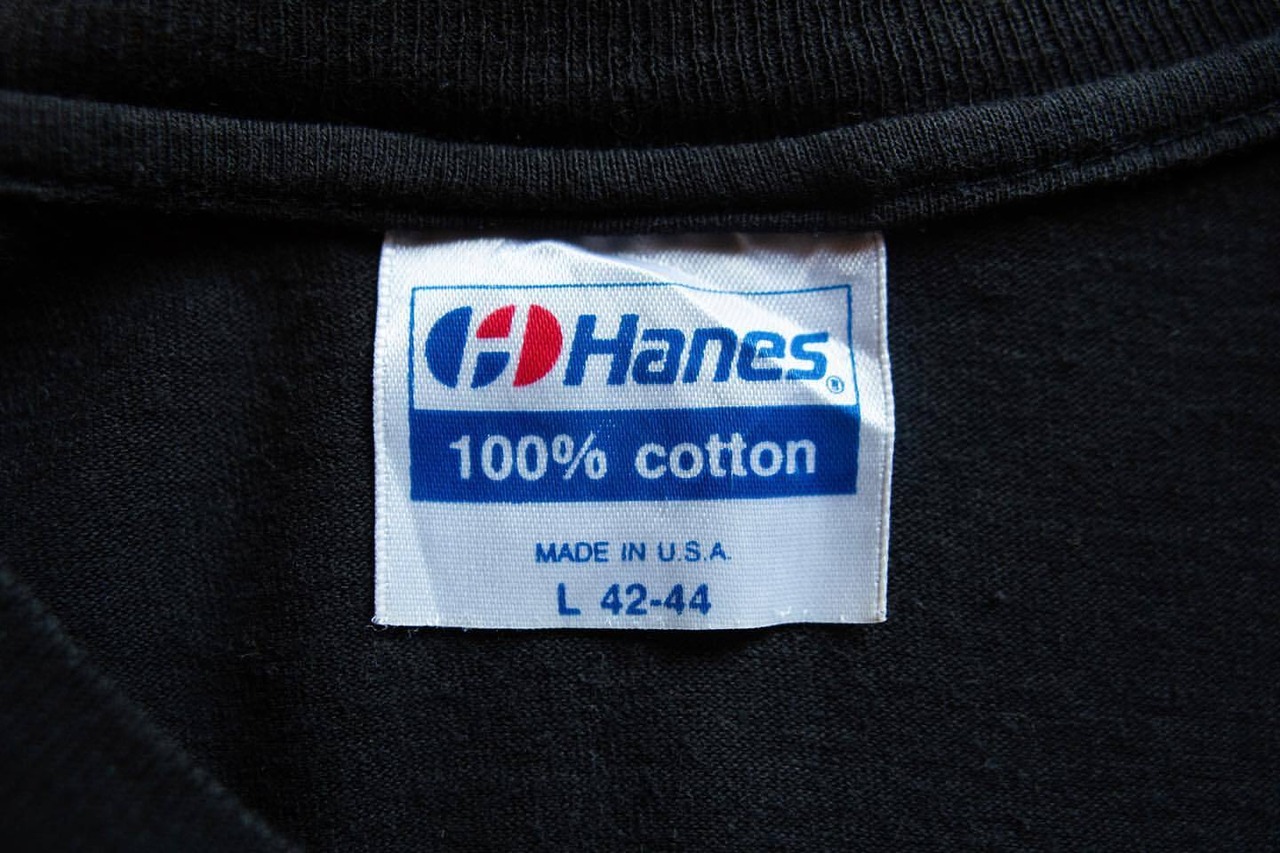 Hanes®
100% cotton
MADE IN U.S.A.
L 42-44